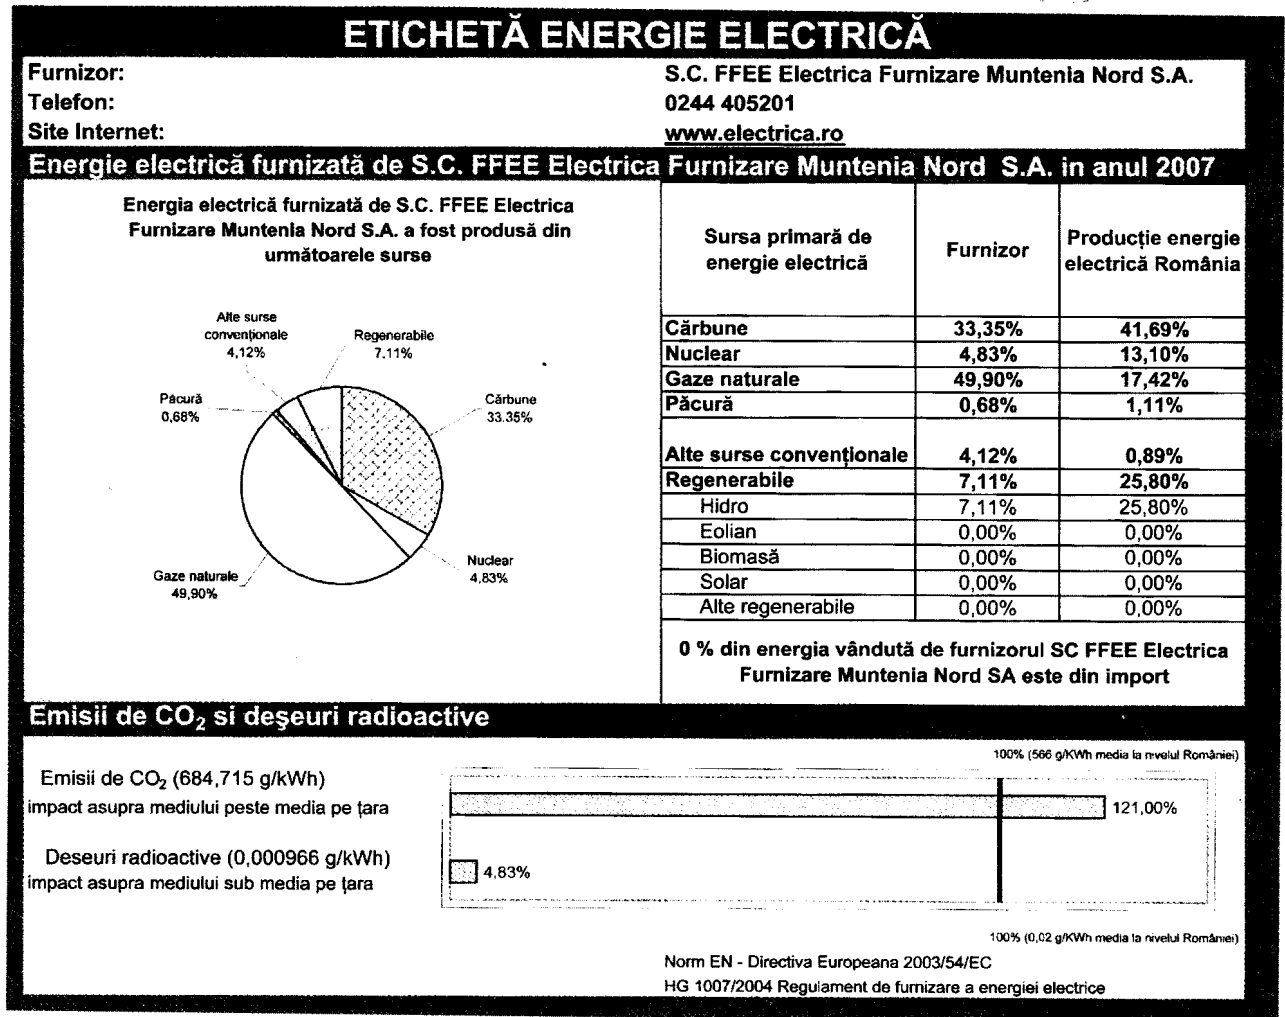 ETICHETĂ ENERGIE ELECTRICĂ
Furnizor: S.C. FFEE Electrica Furnizare Muntenia Nord S.A.
Telefon: 0244 405201
Site Internet: www.electrica.ro
Energie electrică furnizată de S.C. FFEE Electrica Furnizare Muntenia Nord S.A. in anul 2007
Energia electrică furnizată de S.C. FFEE Electrica
Furnizare Muntenia Nord S.A. a fost produsă din
următoarele surse
Alte surse
convenționale
4,12%
Regenerabile
7.11%
Păcură
0,68%
Cărbune
33.35%
Nuclear
4,83%
Gaze naturale
49,90%
Sursa primară de
energie electrică
Furnizor
Producție energie
electrică România
Cărbune 33,35% 41,69%
Nuclear 4,83% 13,10%
Gaze naturale 49,90% 17,42%
Păcură 0,68% 1,11%
Alte surse convenționale 4,12% 0,89%
Regenerabile 7,11% 25,80%
Hidro 7,11% 25,80%
Eolian 0,00% 0,00%
Biomasă 0,00% 0,00%
Solar 0,00% 0,00%
Alte regenerabile 0,00% 0,00%
0 % din energia vândută de furnizorul SC FFEE Electrica
Furnizare Muntenia Nord SA este din import
Emisii de CO₂ si deşeuri radioactive
100% (566 g/KWh media la nivelul României)
Emisii de CO₂ (684,715 g/kWh)
impact asupra mediului peste media pe țara
121,00%
Deseuri radioactive (0,000966 g/kWh)
impact asupra mediului sub media pe țara
4,83%
100% (0,02 g/KWh media la nivelul României)
Norm EN - Directiva Europeana 2003/54/EC
HG 1007/2004 Regulament de furnizare a energiei electrice